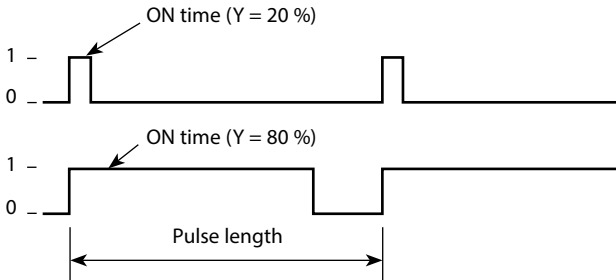 ON time (Y = 20 %)
1
0
ON time (Y = 80 %)
1
0
Pulse length